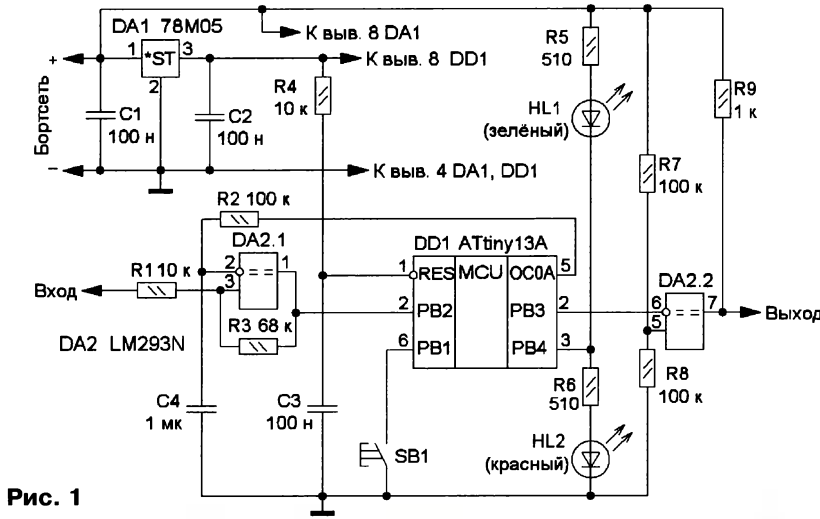 DA1 78M05
К выв. 8 DA1
+
1
*ST
3
2
К выв. 8 DD1
Бортсеть
C1
100 н
C2
100 н
R4
10 к
−
К выв. 4 DA1, DD1
R5
510
HL1
(зелёный)
R9
1 к
R7
100 к
R2 100 к
DA2.1
2
3
= =
1
R110 к
Вход
R3 68 к
DA2 LM293N
DD1 ATtiny13A
1
RES
MCU
OC0A
5
2
PB2
PB3
2
6
PB1
PB4
3
DA2.2
6
5
= =
7
Выход
R6
510
R8
100 к
C4
1 мк
C3
100 н
SB1
HL2
(красный)
Рис. 1